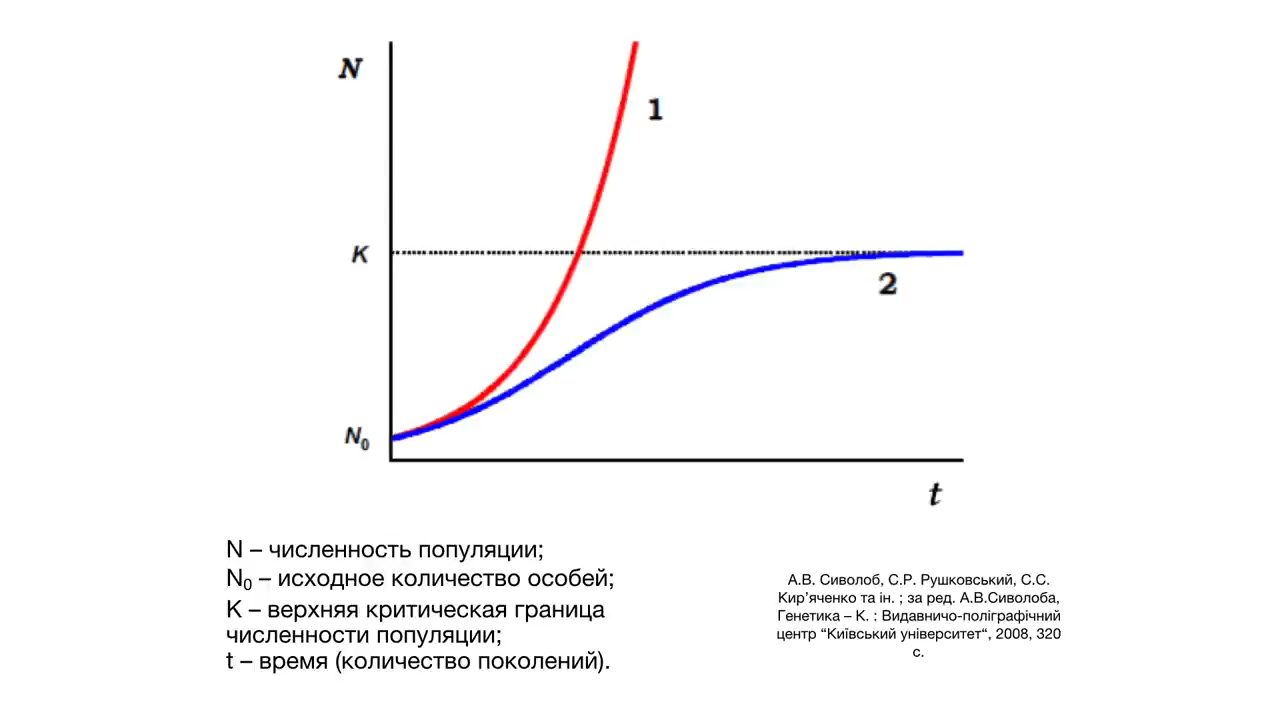 N
1
K
2
N₀
t
N – численность популяции;
N₀ – исходное количество особей;
K – верхняя критическая граница
численности популяции;
t – время (количество поколений).
А.В. Сиволоб, С.Р. Рушковський, С.С.
Кир’яченко та ін. ; за ред. А.В.Сиволоба,
Генетика – К. : Видавничо-поліграфічний
центр “Київський університет“, 2008, 320
с.